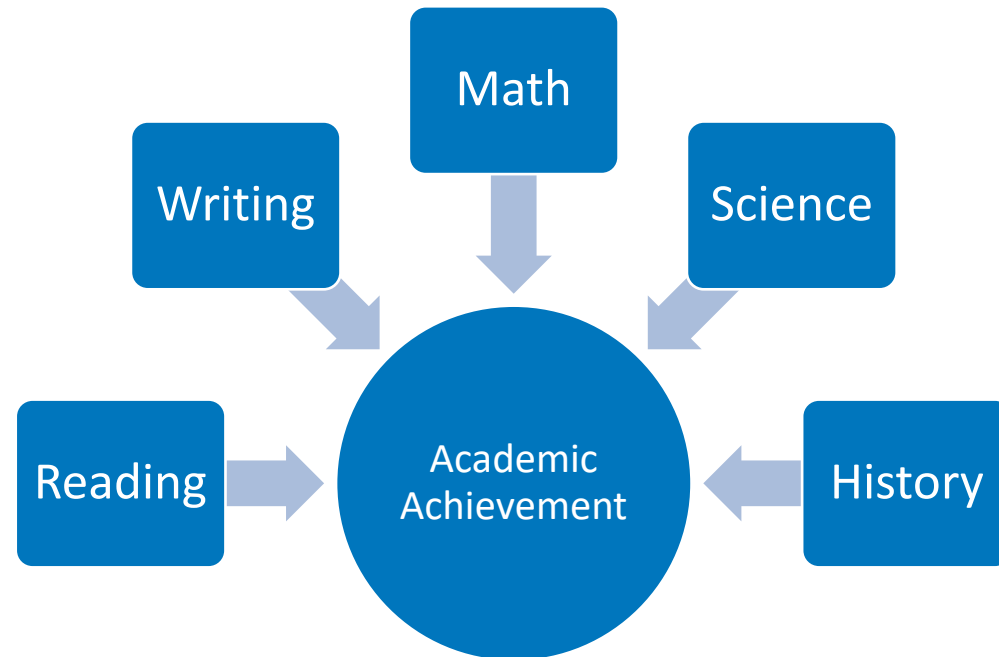 Math
Writing
Science
Reading
Academic
Achievement
History